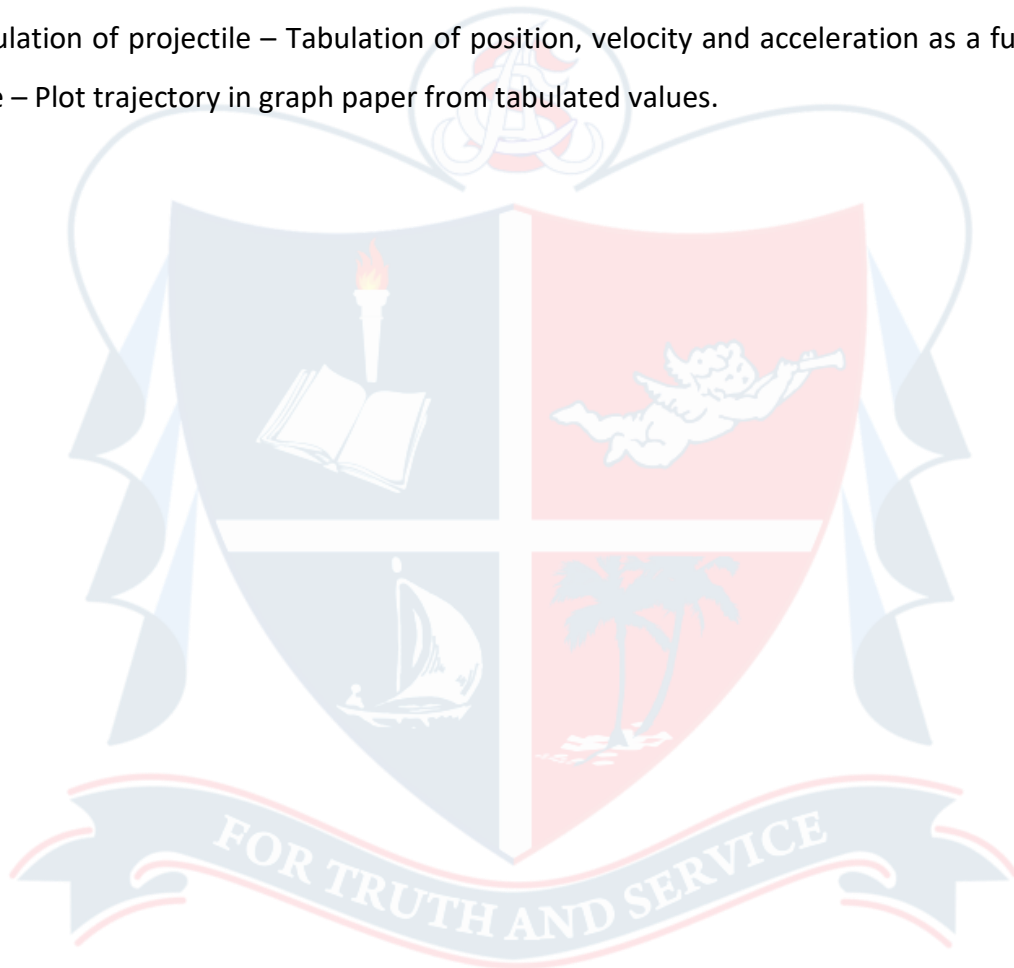 ulation of projectile – Tabulation of position, velocity and acceleration as a fu
e – Plot trajectory in graph paper from tabulated values.
FOR TRUTH AND SERVICE